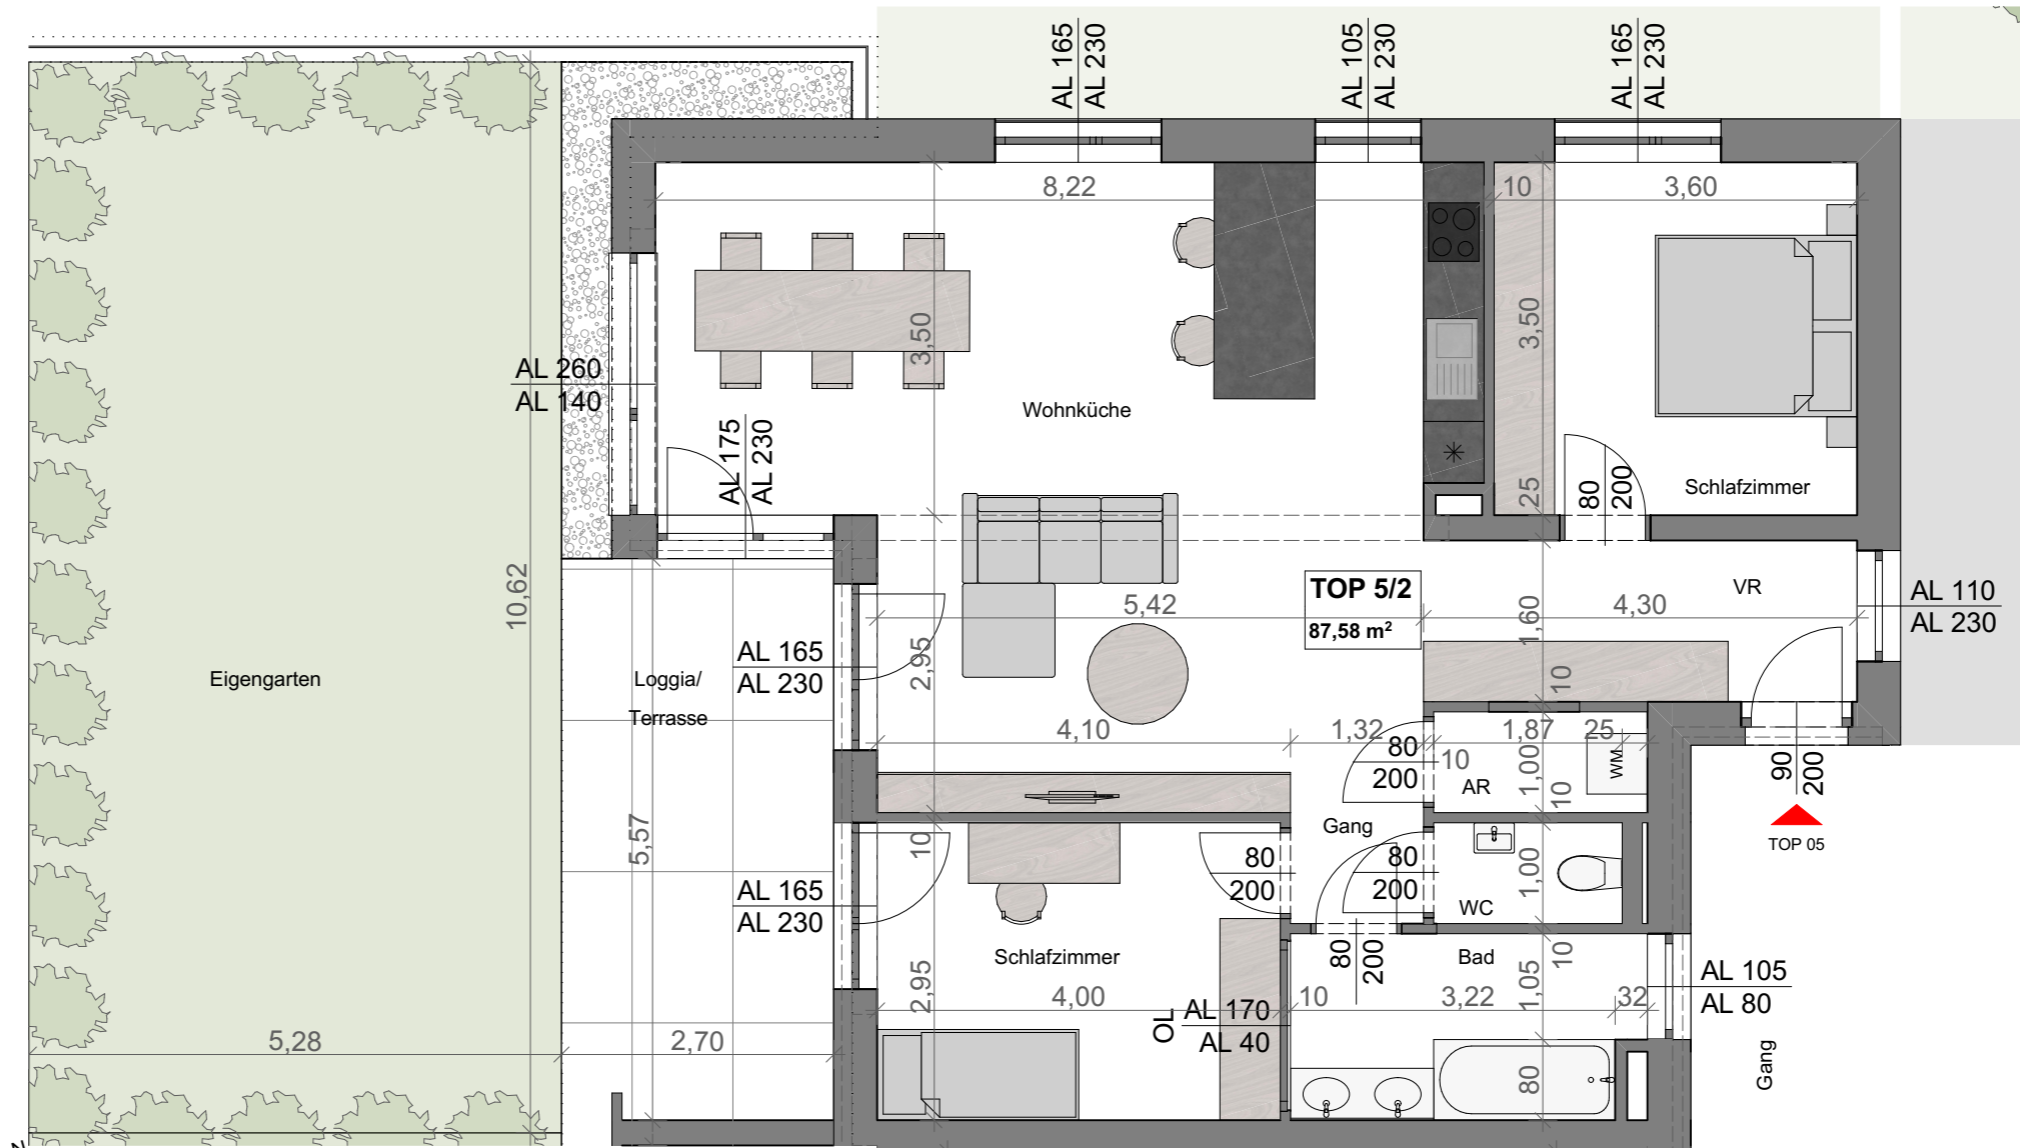 AL 165
AL 230
AL 105
AL 230
AL 165
AL 230
8,22
10
3,60
3,50
3,50
AL 260
AL 140
Wohnküche
AL 175
AL 230
25
80
200
Schlafzimmer
10,62
TOP 5/2
87,58 m²
5,42
1,60
4,30
VR
AL 110
AL 230
Eigengarten
Loggia/
Terrasse
AL 165
AL 230
2,95
10
4,10
1,32
80
200
10
1,87
25
1,00
WM
AR
10
90
200
TOP 05
5,57
10
Gang
80
200
80
200
1,00
WC
AL 165
AL 230
Schlafzimmer
2,95
4,00
OL
AL 170
AL 40
10
80
200
Bad
3,22
1,05
10
32
AL 105
AL 80
5,28
2,70
80
Gang